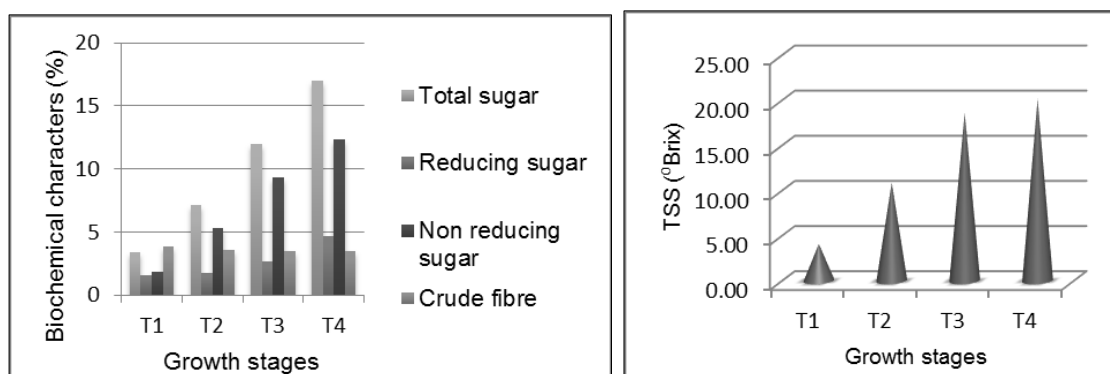 Biochemical characters (%)
20
15
10
5
0
T1 T2 T3 T4
Growth stages
Total sugar
Reducing sugar
Non reducing
sugar
Crude fibre
TSS (⁰Brix)
25.00
20.00
15.00
10.00
5.00
0.00
T1 T2 T3 T4
Growth stages